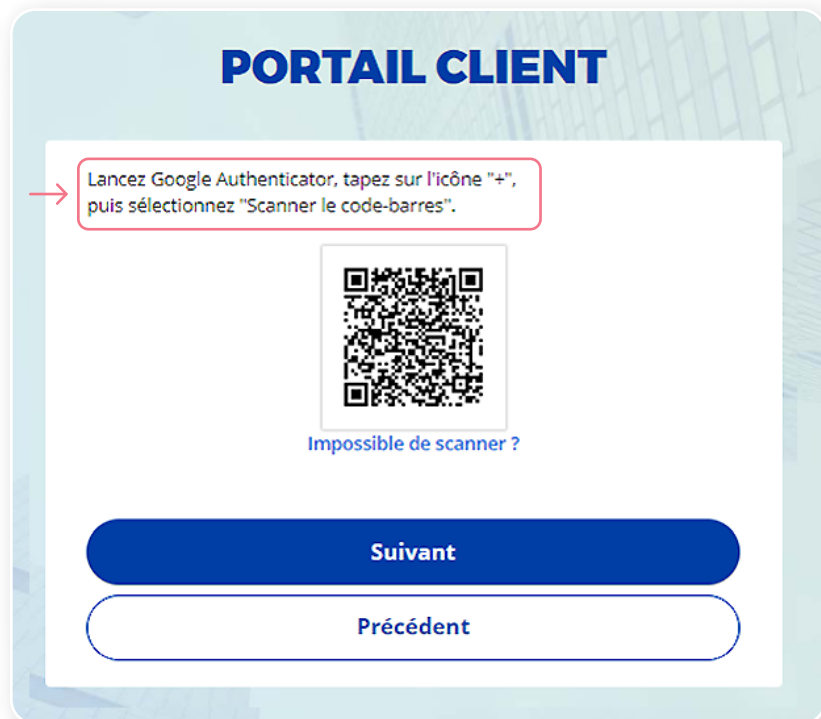 PORTAIL CLIENT
Lancez Google Authenticator, tapez sur l'icône "+",
puis sélectionnez "Scanner le code-barres".
Impossible de scanner ?
Suivant
Précédent